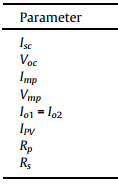 Parameter
Isc
Voc
Imp
Vmp
Io1 = Io2
IPV
Rp
Rs